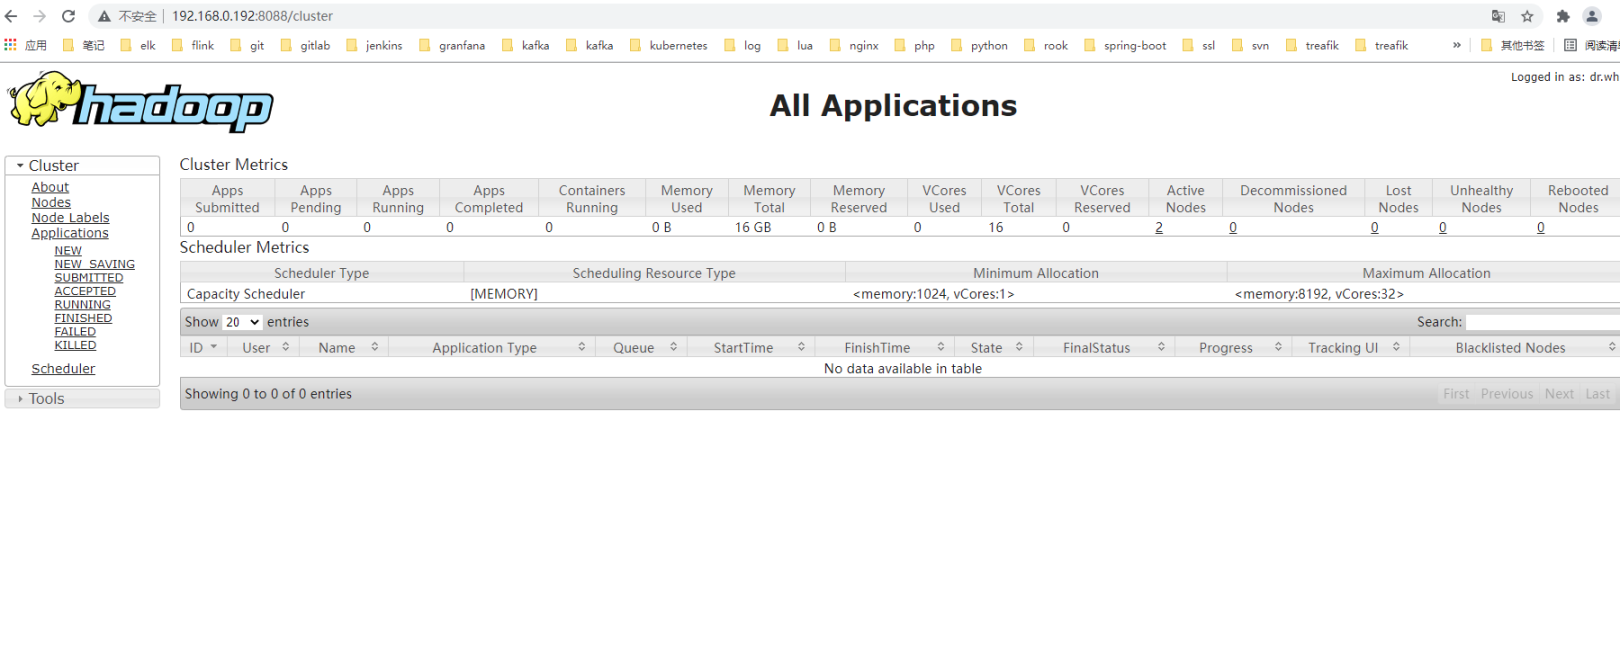 不安全 | 192.168.0.192:8088/cluster
应用 笔记 elk flink git gitlab jenkins granfana kafka kafka kubernetes log lua nginx php python rook spring-boot ssl svn treafik treafik » 其他书签 阅读清
Logged in as: dr.wh
hadoop
All Applications
Cluster
About
Nodes
Node Labels
Applications
NEW
NEW_SAVING
SUBMITTED
ACCEPTED
RUNNING
FINISHED
FAILED
KILLED
Scheduler
Tools
Cluster Metrics
Apps Submitted Apps Pending Apps Running Apps Completed Containers Running Memory Used Memory Total Memory Reserved VCores Used VCores Total VCores Reserved Active Nodes Decommissioned Nodes Lost Nodes Unhealthy Nodes Rebooted Nodes
0 0 0 0 0 0 B 16 GB 0 B 0 16 0 2 0 0 0 0
Scheduler Metrics
Scheduler Type Scheduling Resource Type Minimum Allocation Maximum Allocation
Capacity Scheduler [MEMORY] <memory:1024, vCores:1> <memory:8192, vCores:32>
Show 20 entries Search:
ID User Name Application Type Queue StartTime FinishTime State FinalStatus Progress Tracking UI Blacklisted Nodes
No data available in table
Showing 0 to 0 of 0 entries First Previous Next Last